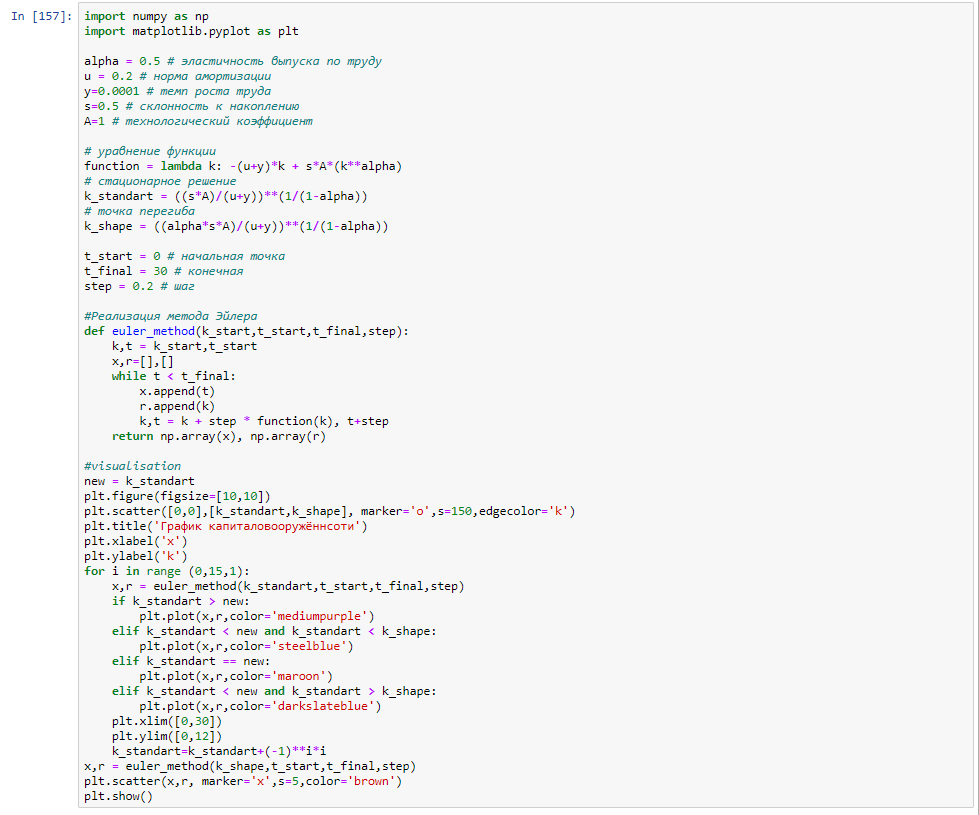 In [157]: import numpy as np
import matplotlib.pyplot as plt

alpha = 0.5 # эластичность выпуска по труду
u = 0.2 # норма амортизации
y=0.0001 # темп роста труда
s=0.5 # склонность к накоплению
A=1 # технологический коэффициент

# уравнение функции
function = lambda k: -(u+y)*k + s*A*(k**alpha)
# стационарное решение
k_standart = ((s*A)/(u+y))**(1/(1-alpha))
# точка перегиба
k_shape = ((alpha*s*A)/(u+y))**(1/(1-alpha))

t_start = 0 # начальная точка
t_final = 30 # конечная
step = 0.2 # шаг

#Реализация метода Эйлера
def euler_method(k_start,t_start,t_final,step):
    k,t = k_start,t_start
    x,r=[],[]
    while t < t_final:
        x.append(t)
        r.append(k)
        k,t = k + step * function(k), t+step
    return np.array(x), np.array(r)

#visualisation
new = k_standart
plt.figure(figsize=[10,10])
plt.scatter([0,0],[k_standart,k_shape], marker='o',s=150,edgecolor='k')
plt.title('График капиталовооружённсоти')
plt.xlabel('x')
plt.ylabel('k')
for i in range (0,15,1):
    x,r = euler_method(k_standart,t_start,t_final,step)
    if k_standart > new:
        plt.plot(x,r,color='mediumpurple')
    elif k_standart < new and k_standart < k_shape:
        plt.plot(x,r,color='steelblue')
    elif k_standart == new:
        plt.plot(x,r,color='maroon')
    elif k_standart < new and k_standart > k_shape:
        plt.plot(x,r,color='darkslateblue')
    plt.xlim([0,30])
    plt.ylim([0,12])
    k_standart=k_standart+(-1)**i*i
x,r = euler_method(k_shape,t_start,t_final,step)
plt.scatter(x,r, marker='x',s=5,color='brown')
plt.show()